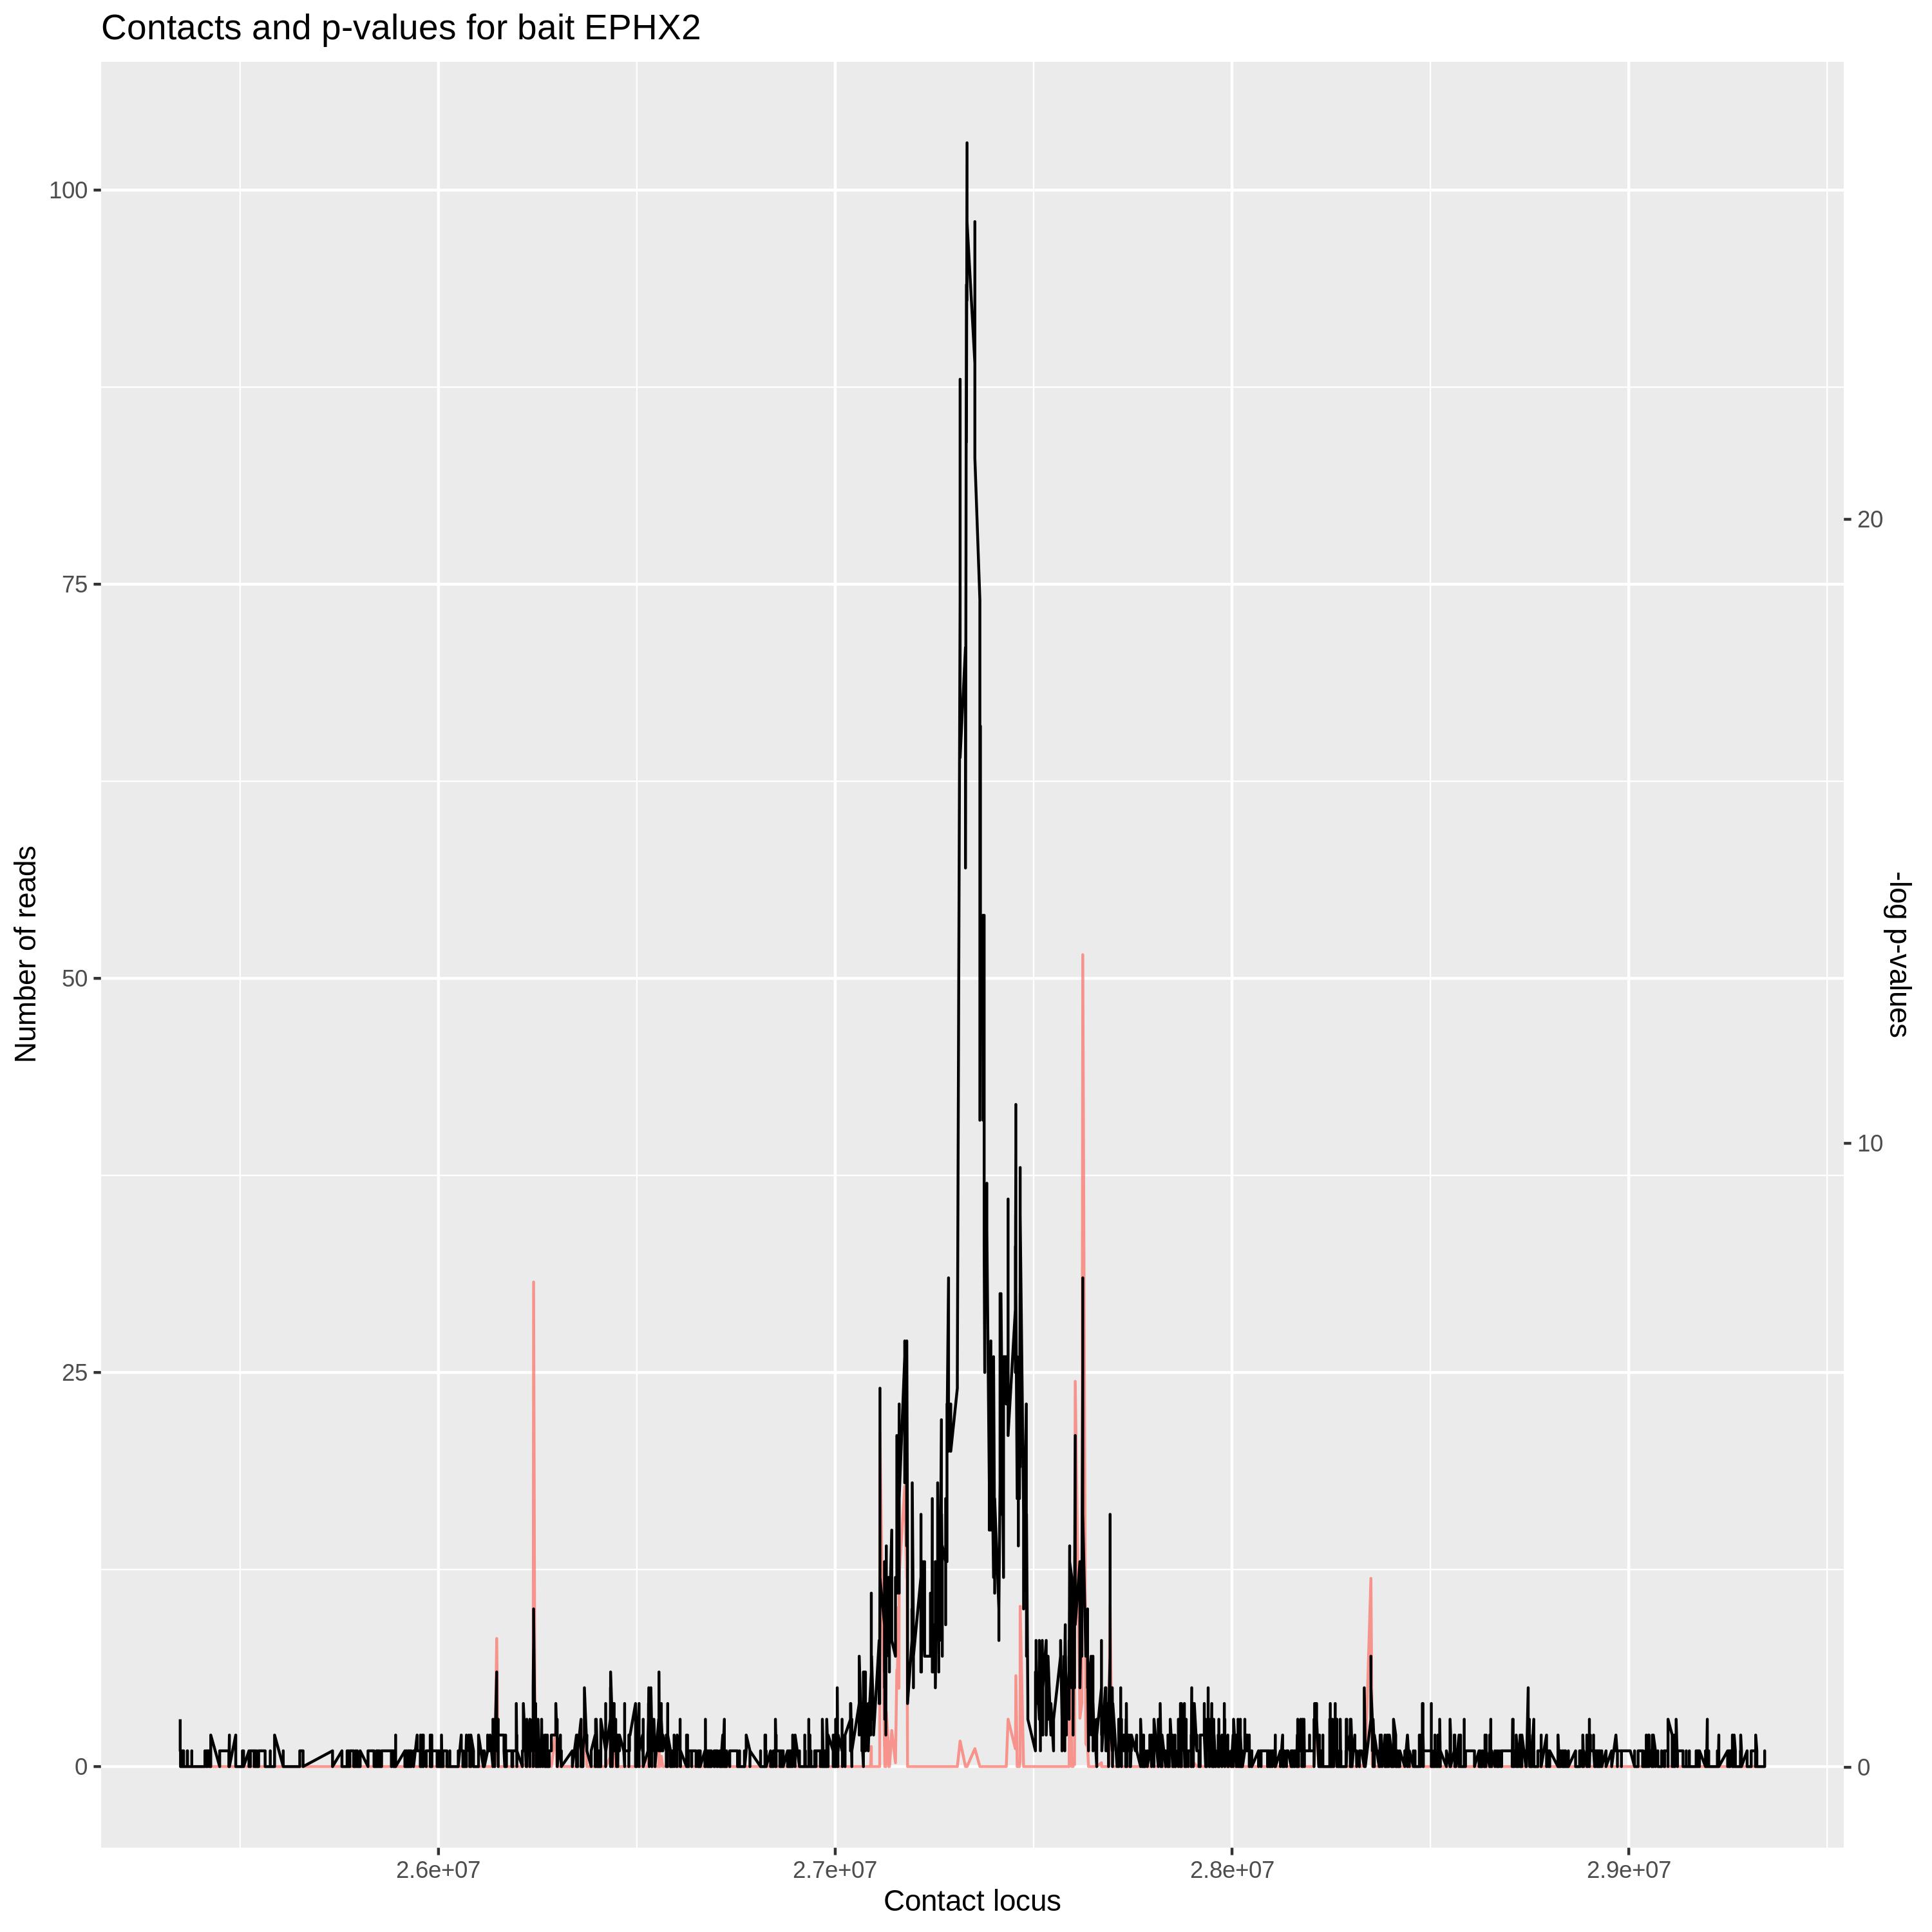 Contacts and p-values for bait EPHX2
100
75
50
25
0
Number of reads
20
10
0
-log p-values
2.6e+07
2.7e+07
2.8e+07
2.9e+07
Contact locus